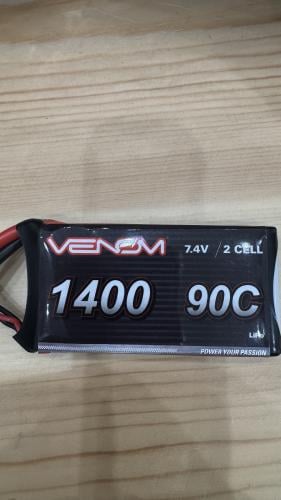 VENOM 7.4V / 2 CELL
1400 90C
LiPo
POWER YOUR PASSION